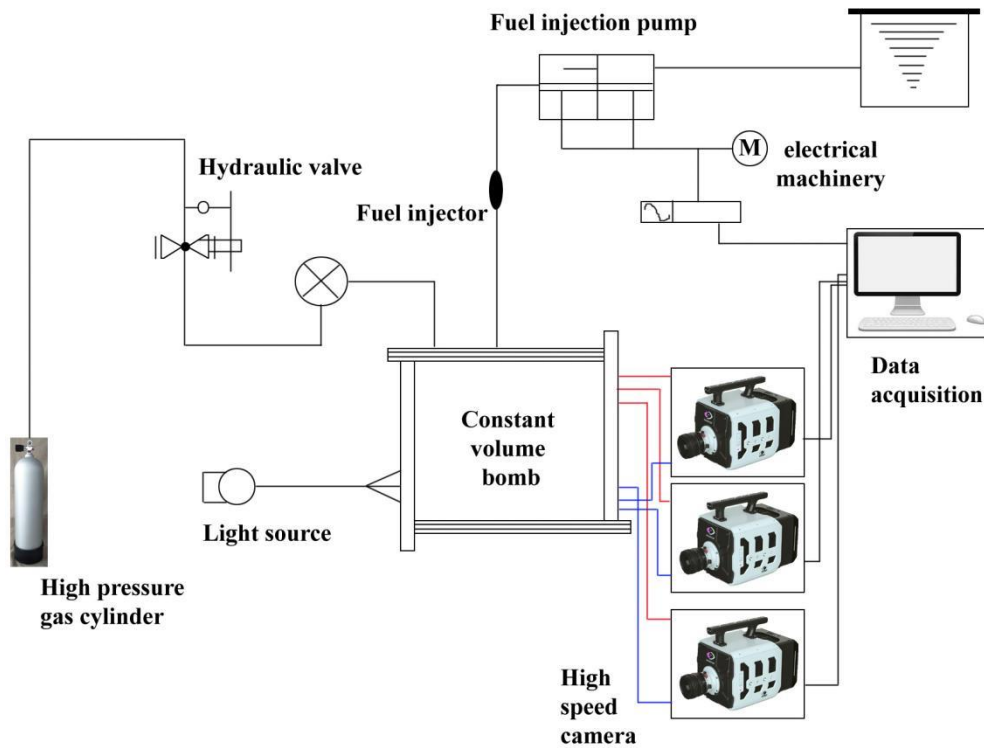 Fuel injection pump
M
electrical
machinery
Hydraulic valve
Fuel injector
Data
acquisition
Constant
volume
bomb
Light source
High pressure
gas cylinder
High
speed
camera